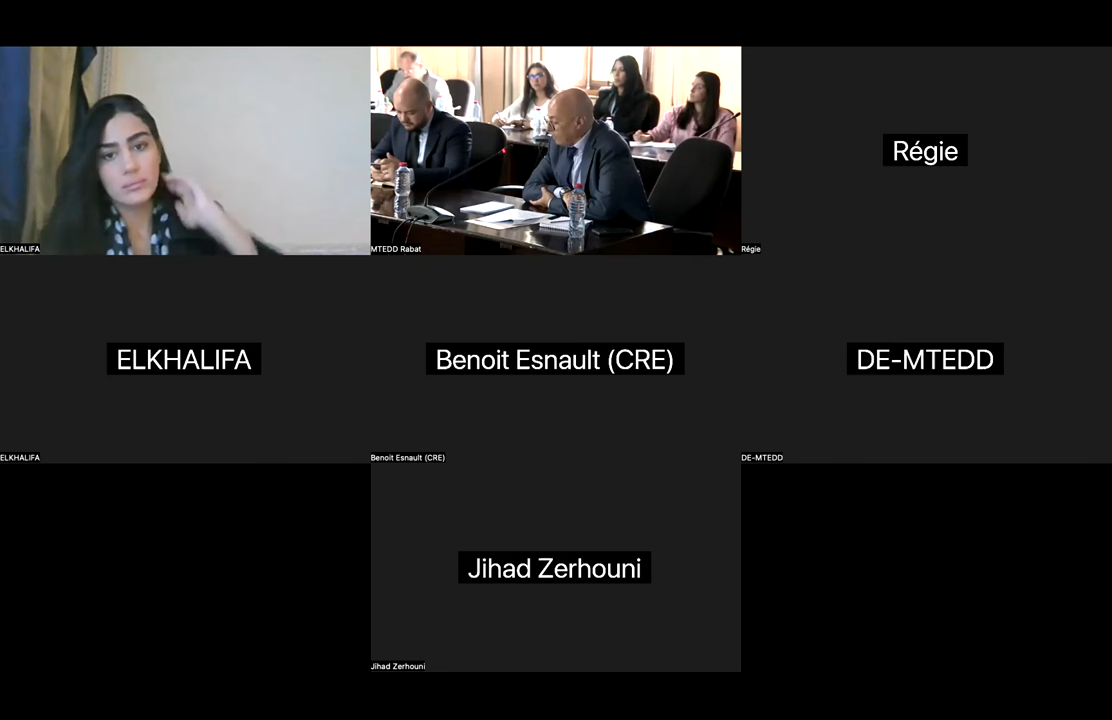 ELKHALIFA
MTEDD Rabat
Régie
Régie
ELKHALIFA
ELKHALIFA
Benoit Esnault (CRE)
Benoit Esnault (CRE)
DE-MTEDD
DE-MTEDD
Jihad Zerhouni
Jihad Zerhouni